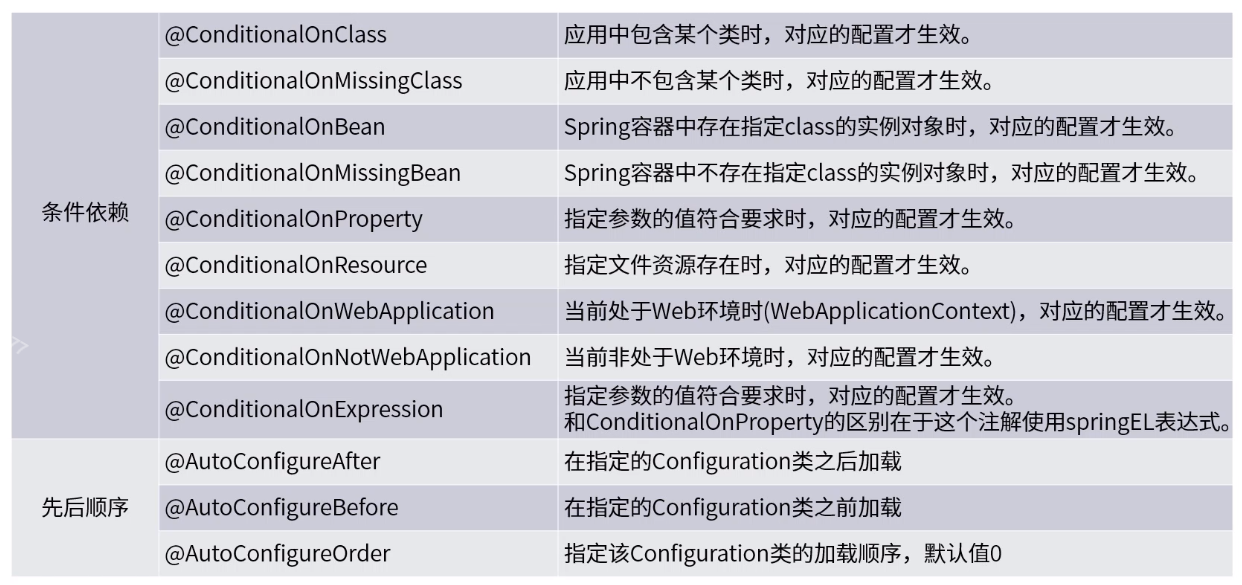 条件依赖
@ConditionalOnClass 应用中包含某个类时，对应的配置才生效。
@ConditionalOnMissingClass 应用中不包含某个类时，对应的配置才生效。
@ConditionalOnBean Spring容器中存在指定class的实例对象时，对应的配置才生效。
@ConditionalOnMissingBean Spring容器中不存在指定class的实例对象时，对应的配置才生效。
@ConditionalOnProperty 指定参数的值符合要求时，对应的配置才生效。
@ConditionalOnResource 指定文件资源存在时，对应的配置才生效。
@ConditionalOnWebApplication 当前处于Web环境时(WebApplicationContext)，对应的配置才生效。
@ConditionalOnNotWebApplication 当前非处于Web环境时，对应的配置才生效。
@ConditionalOnExpression 指定参数的值符合要求时，对应的配置才生效。
和ConditionalOnProperty的区别在于这个注解使用springEL表达式。
先后顺序
@AutoConfigureAfter 在指定的Configuration类之后加载
@AutoConfigureBefore 在指定的Configuration类之前加载
@AutoConfigureOrder 指定该Configuration类的加载顺序，默认值0